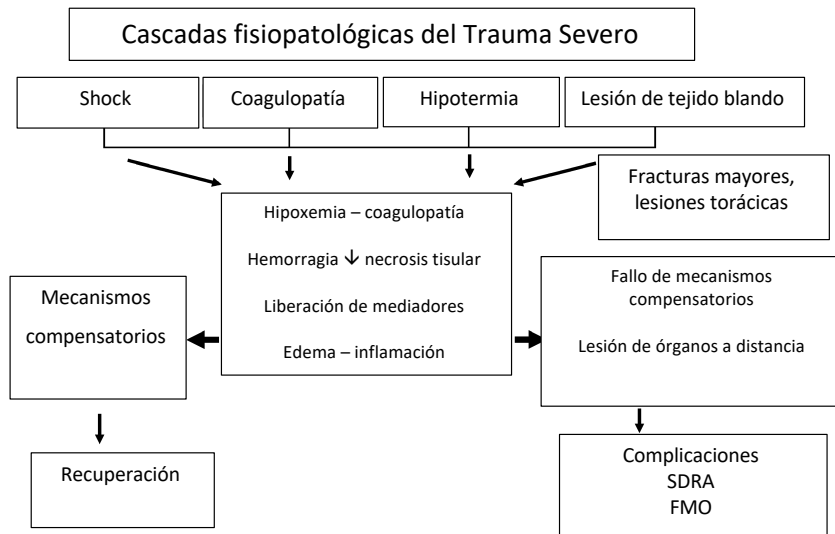 Cascadas fisiopatológicas del Trauma Severo
Shock
Coagulopatía
Hipotermia
Lesión de tejido blando
Fracturas mayores,
lesiones torácicas
Hipoxemia – coagulopatía
Hemorragia ↓ necrosis tisular
Liberación de mediadores
Edema – inflamación
Mecanismos
compensatorios
Fallo de mecanismos
compensatorios
Lesión de órganos a distancia
Recuperación
Complicaciones
SDRA
FMO